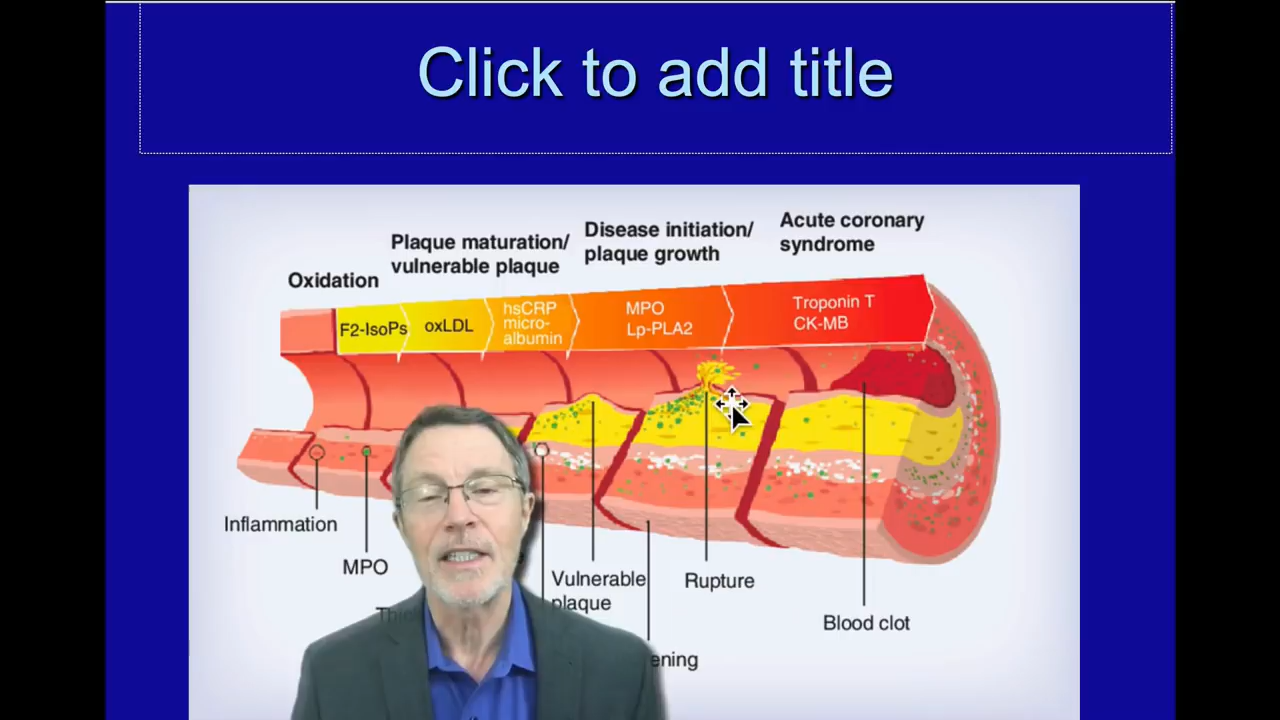 Click to add title
Oxidation
Plaque maturation/
vulnerable plaque
Disease initiation/
plaque growth
Acute coronary
syndrome
F2-IsoPs
oxLDL
hsCRP
micro-
albumin
MPO
Lp-PLA2
Troponin T
CK-MB
Inflammation
MPO
Vulnerable
plaque
Rupture
Blood clot